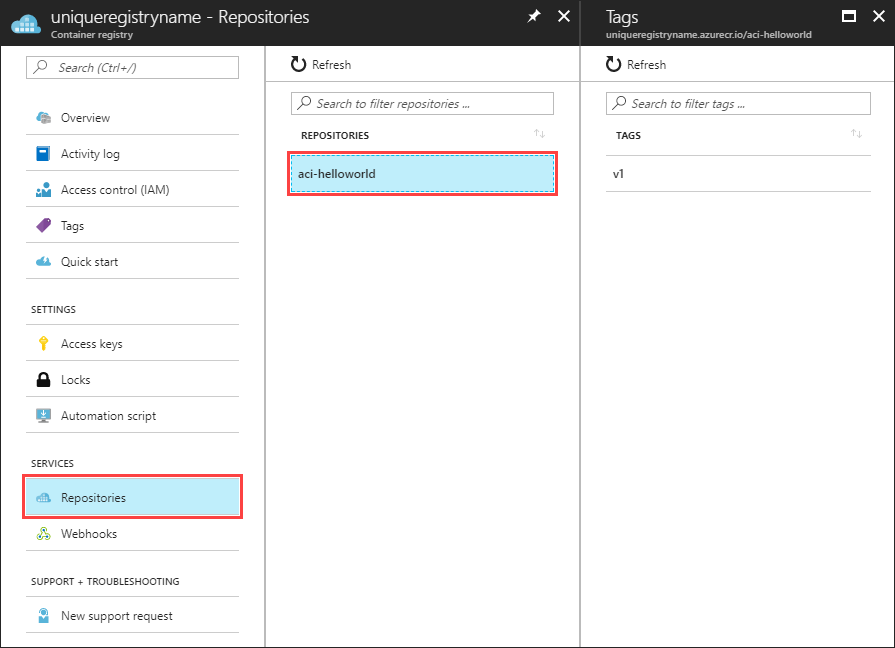 uniqueregistryname - Repositories
Container registry
Search (Ctrl+/)
Overview
Activity log
Access control (IAM)
Tags
Quick start
SETTINGS
Access keys
Locks
Automation script
SERVICES
Repositories
Webhooks
SUPPORT + TROUBLESHOOTING
New support request
Refresh
Search to filter repositories ...
REPOSITORIES
aci-helloworld
Tags
uniqueregistryname.azurecr.io/aci-helloworld
Refresh
Search to filter tags ...
TAGS
v1